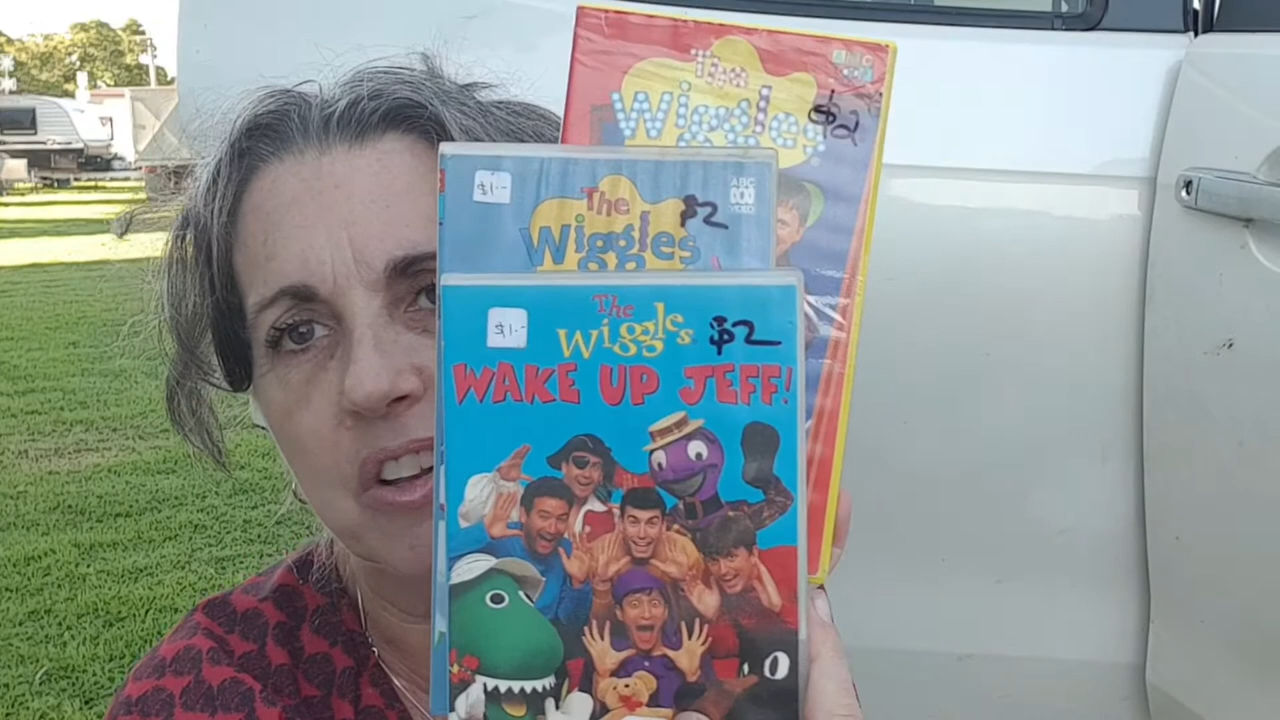 The
Wiggles
$2
$1.-
The
Wiggles
$2
ABC
VIDEO
$1.-
The
Wiggles
$2
WAKE UP JEFF!